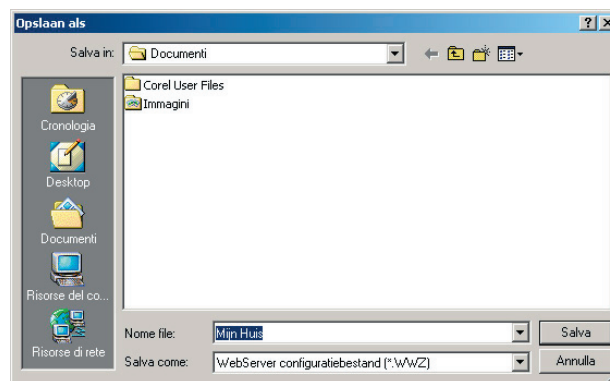 Opslaan als
Salva in:
Documenti
Corel User Files
Immagini
Cronologia
Desktop
Documenti
Risorse del co...
Risorse di rete
Nome file:
Mijn Huis
Salva
Salva come:
WebServer configuratiebestand (*.WWZ)
Annulla